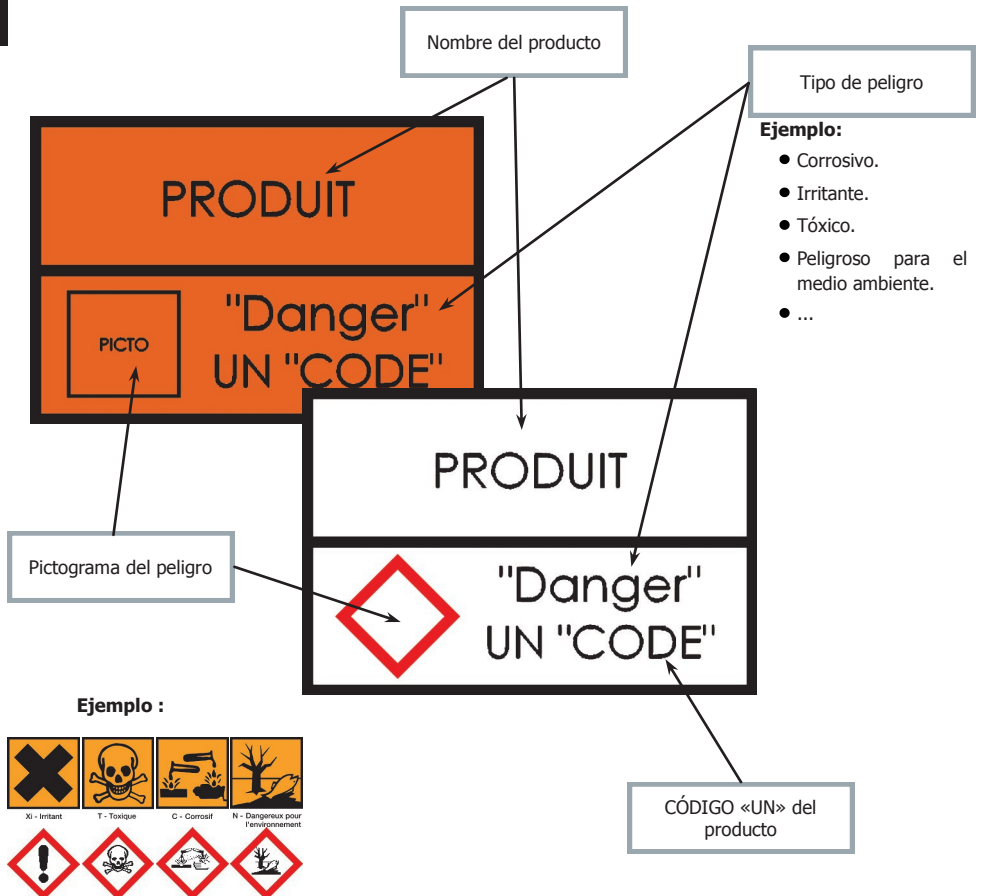 Nombre del producto
Tipo de peligro
Ejemplo:
● Corrosivo.
● Irritante.
● Tóxico.
● Peligroso para el
medio ambiente.
● ...
PRODUIT
PICTO
"Danger"
UN "CODE"
PRODUIT
"Danger"
UN "CODE"
Pictograma del peligro
Ejemplo :
Xi - Irritant
T - Toxique
C - Corrosif
N - Dangereux pour
l'environnement
CÓDIGO «UN» del
producto